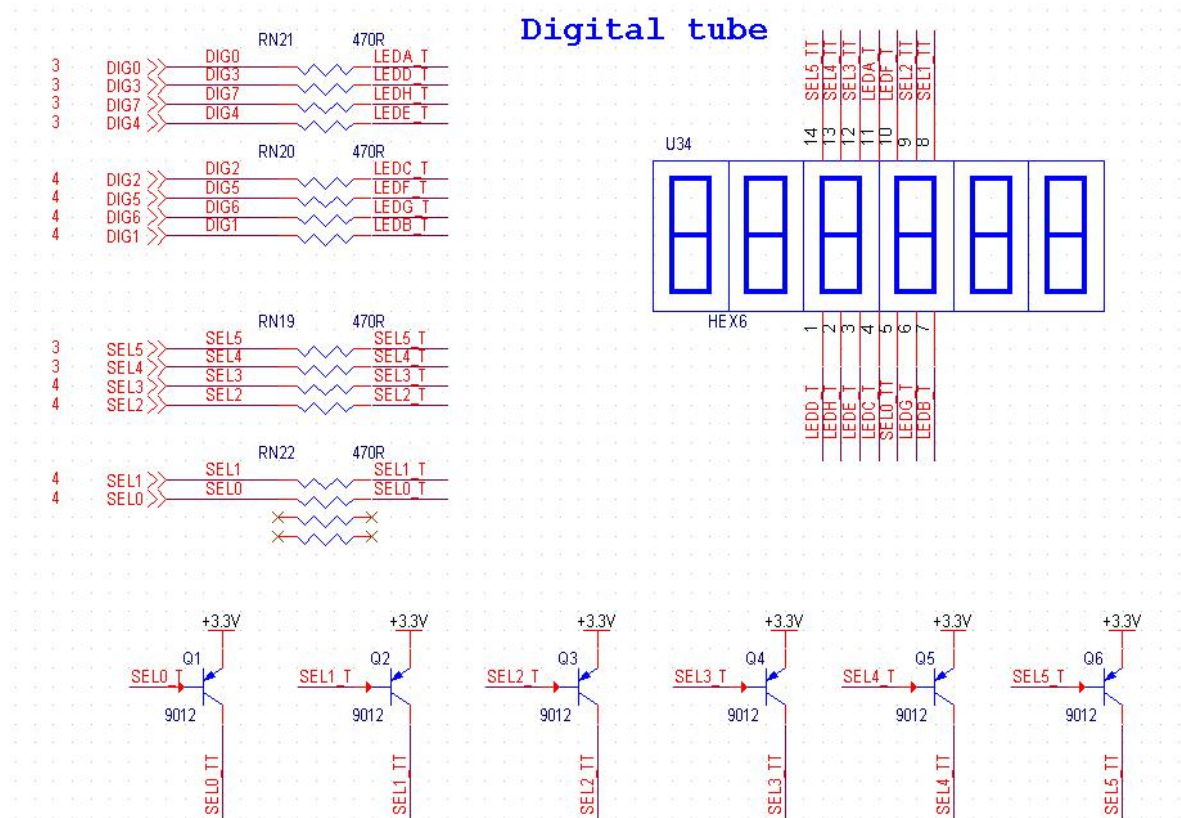 Digital tube
RN21 470R
3 DIG0 DIG0 LEDA_T
3 DIG3 DIG3 LEDD_T
3 DIG7 DIG7 LEDH_T
3 DIG4 DIG4 LEDE_T
RN20 470R
4 DIG2 DIG2 LEDC_T
4 DIG5 DIG5 LEDF_T
4 DIG6 DIG6 LEDG_T
4 DIG1 DIG1 LEDB_T
RN19 470R
3 SEL5 SEL5 SEL5_T
3 SEL4 SEL4 SEL4_T
4 SEL3 SEL3 SEL3_T
4 SEL2 SEL2 SEL2_T
RN22 470R
4 SEL1 SEL1 SEL1_T
4 SEL0 SEL0 SEL0_T
SEL5_TT SEL4_TT SEL3_TT LEDA_T LEDF_T SEL2_TT SEL1_TT
14 13 12 11 10 9 8
U34
HEX6
1 2 3 4 5 6 7
LEDD_T LEDH_T LEDE_T LEDC_T SEL0_TT LEDG_T LEDB_T
+3.3V +3.3V +3.3V +3.3V +3.3V +3.3V
Q1 Q2 Q3 Q4 Q5 Q6
SEL0_T SEL1_T SEL2_T SEL3_T SEL4_T SEL5_T
9012 9012 9012 9012 9012 9012
SEL0_TT SEL1_TT SEL2_TT SEL3_TT SEL4_TT SEL5_TT